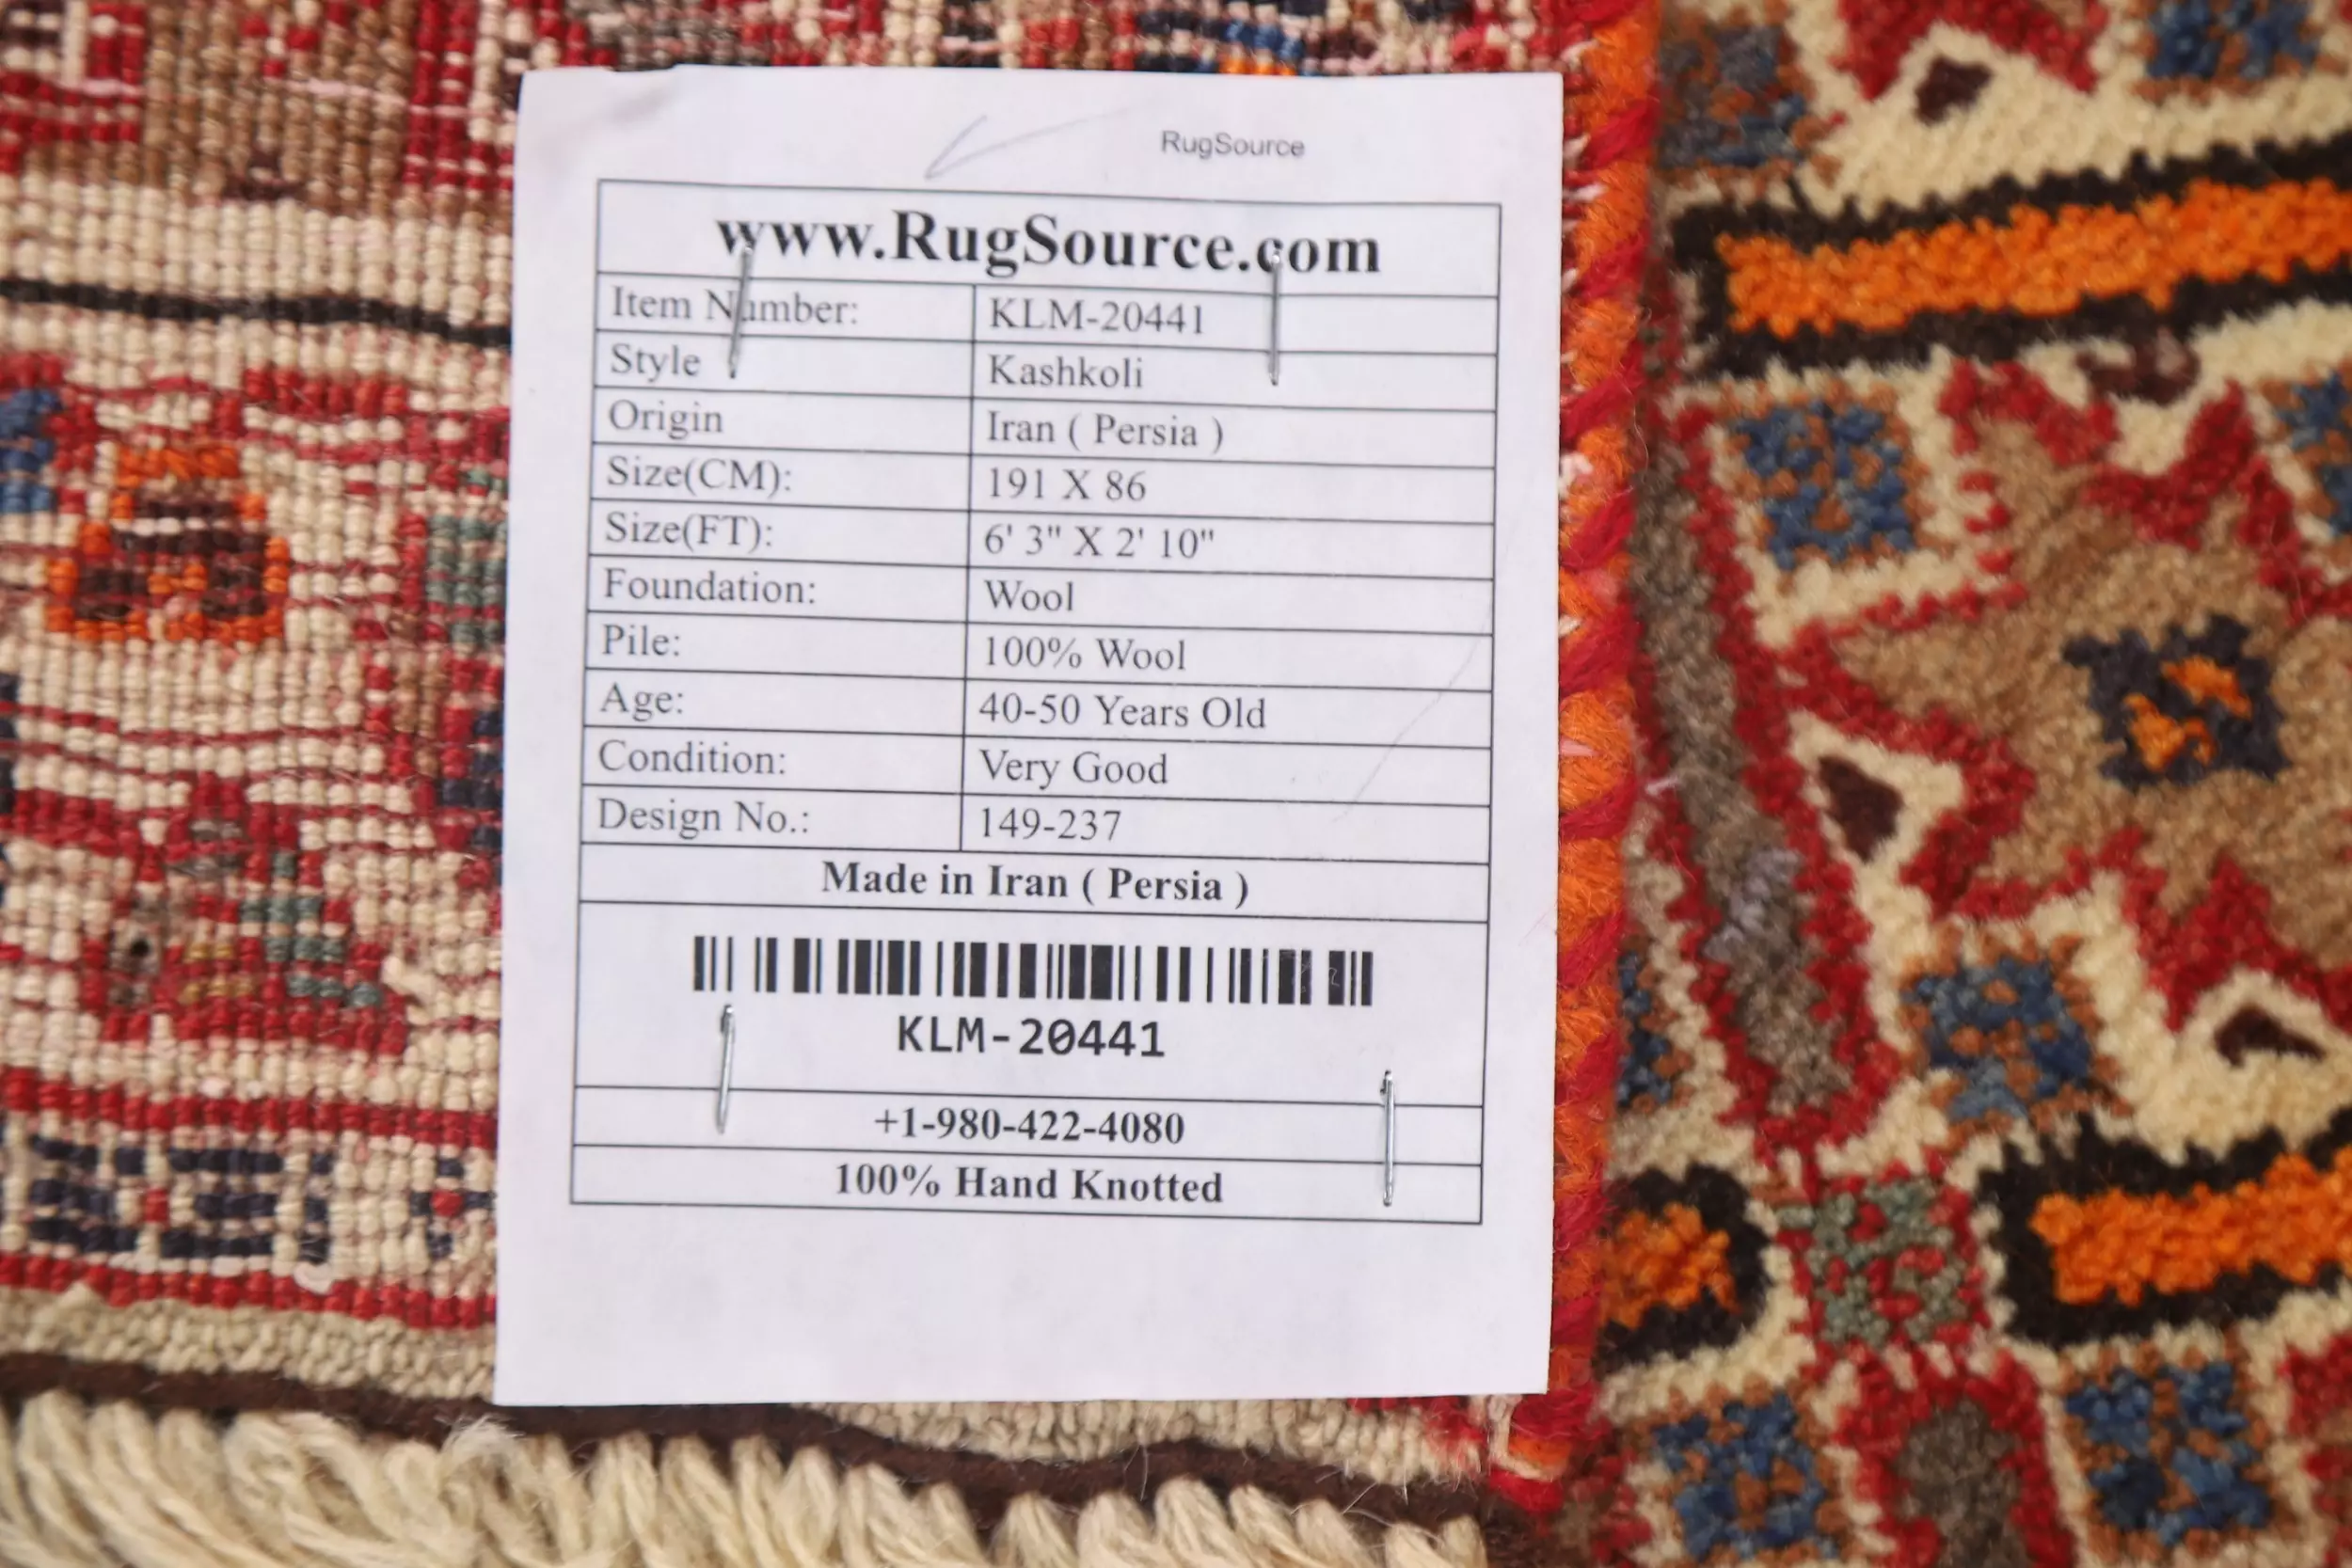 RugSource
www.RugSource.com
Item Number: KLM-20441
Style Kashkoli
Origin Iran ( Persia )
Size(CM): 191 X 86
Size(FT): 6' 3" X 2' 10"
Foundation: Wool
Pile: 100% Wool
Age: 40-50 Years Old
Condition: Very Good
Design No.: 149-237
Made in Iran ( Persia )
KLM-20441
+1-980-422-4080
100% Hand Knotted